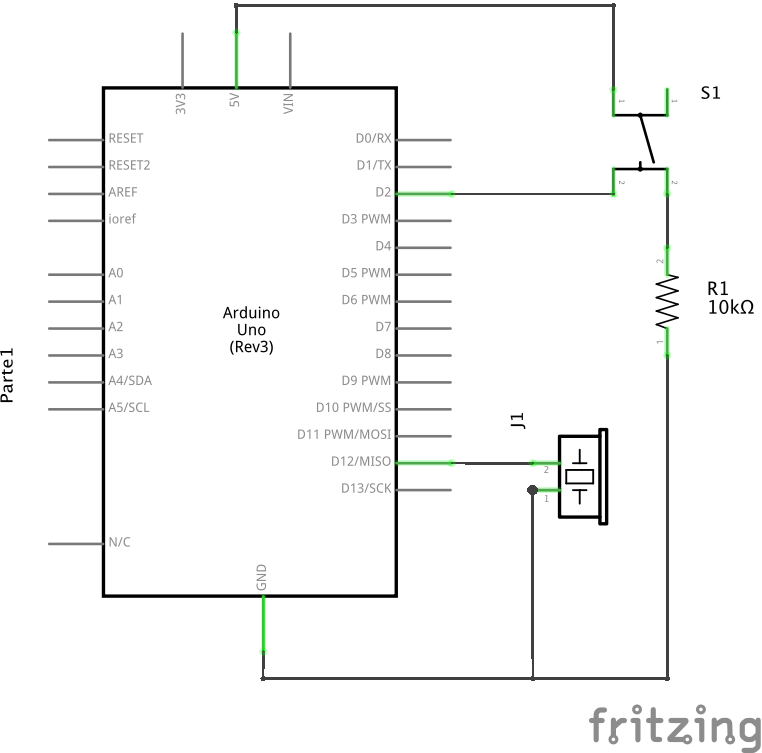 3V3
5V
VIN
RESET
RESET2
AREF
ioref
A0
A1
A2
A3
A4/SDA
A5/SCL
N/C
D0/RX
D1/TX
D2
D3 PWM
D4
D5 PWM
D6 PWM
D7
D8
D9 PWM
D10 PWM/SS
D11 PWM/MOSI
D12/MISO
D13/SCK
GND
Arduino
Uno
(Rev3)
Parte1
S1
1
1
2
2
R1
10kΩ
2
1
J1
2
1
fritzing